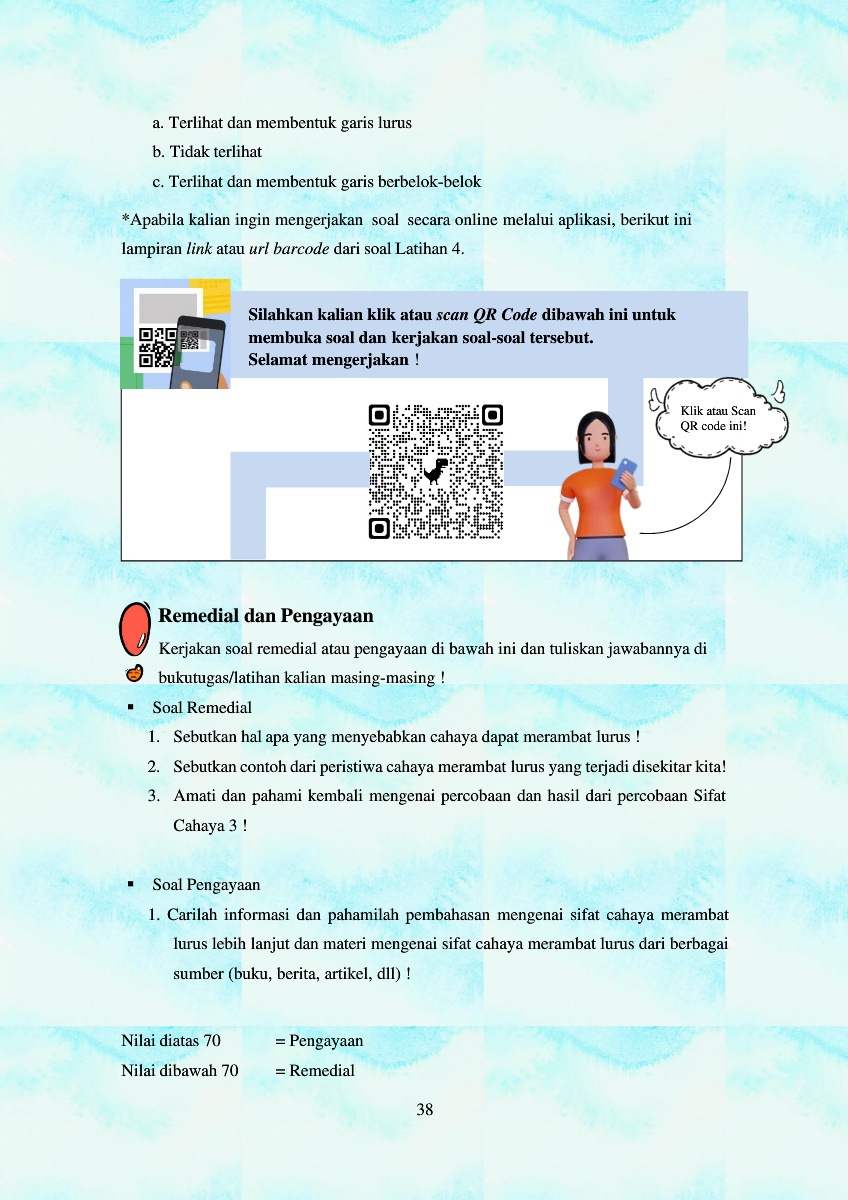 a. Terlihat dan membentuk garis lurus
b. Tidak terlihat
c. Terlihat dan membentuk garis berbelok-belok
*Apabila kalian ingin mengerjakan soal secara online melalui aplikasi, berikut ini
lampiran link atau url barcode dari soal Latihan 4.
Silahkan kalian klik atau scan QR Code dibawah ini untuk
membuka soal dan kerjakan soal-soal tersebut.
Selamat mengerjakan !
Klik atau Scan
QR code ini!
Remedial dan Pengayaan
Kerjakan soal remedial atau pengayaan di bawah ini dan tuliskan jawabannya di
bukutugas/latihan kalian masing-masing !
▪ Soal Remedial
1. Sebutkan hal apa yang menyebabkan cahaya dapat merambat lurus !
2. Sebutkan contoh dari peristiwa cahaya merambat lurus yang terjadi disekitar kita!
3. Amati dan pahami kembali mengenai percobaan dan hasil dari percobaan Sifat
Cahaya 3 !
▪ Soal Pengayaan
1. Carilah informasi dan pahamilah pembahasan mengenai sifat cahaya merambat
lurus lebih lanjut dan materi mengenai sifat cahaya merambat lurus dari berbagai
sumber (buku, berita, artikel, dll) !
Nilai diatas 70 = Pengayaan
Nilai dibawah 70 = Remedial
38